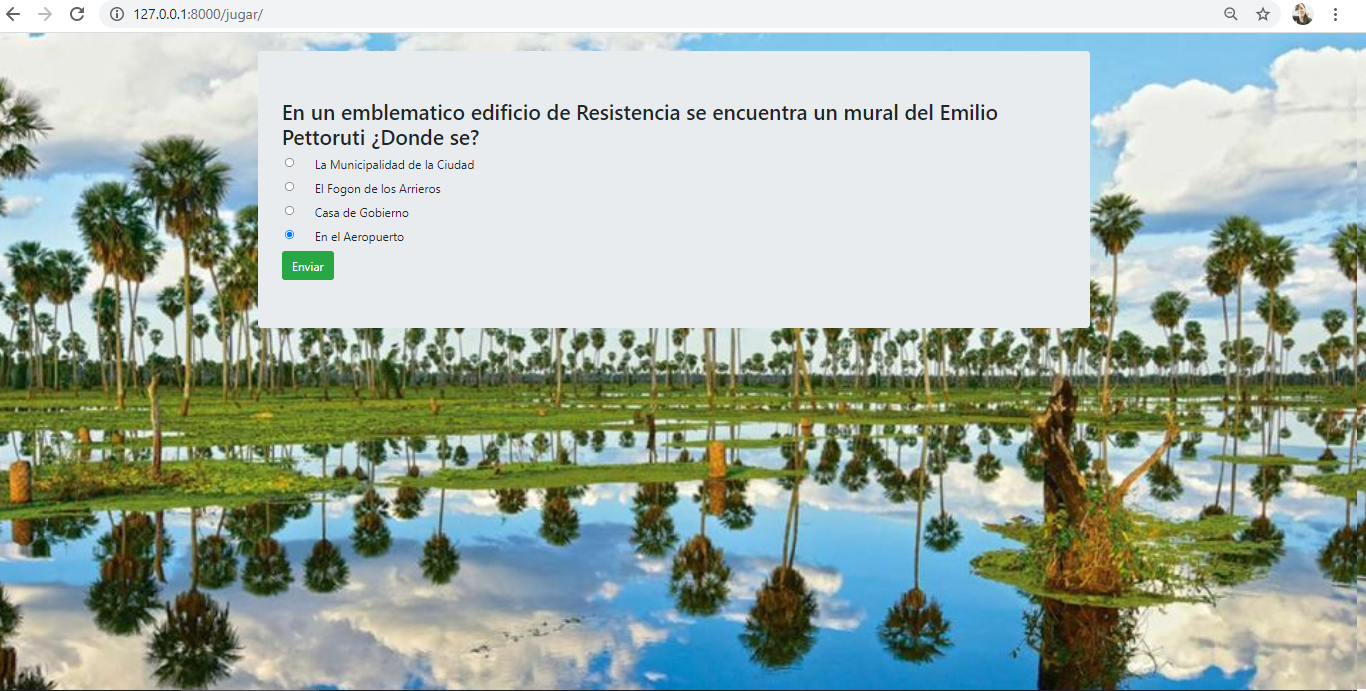 127.0.0.1:8000/jugar/
En un emblematico edificio de Resistencia se encuentra un mural del Emilio
Pettoruti ¿Donde se?
La Municipalidad de la Ciudad
El Fogon de los Arrieros
Casa de Gobierno
En el Aeropuerto
Enviar